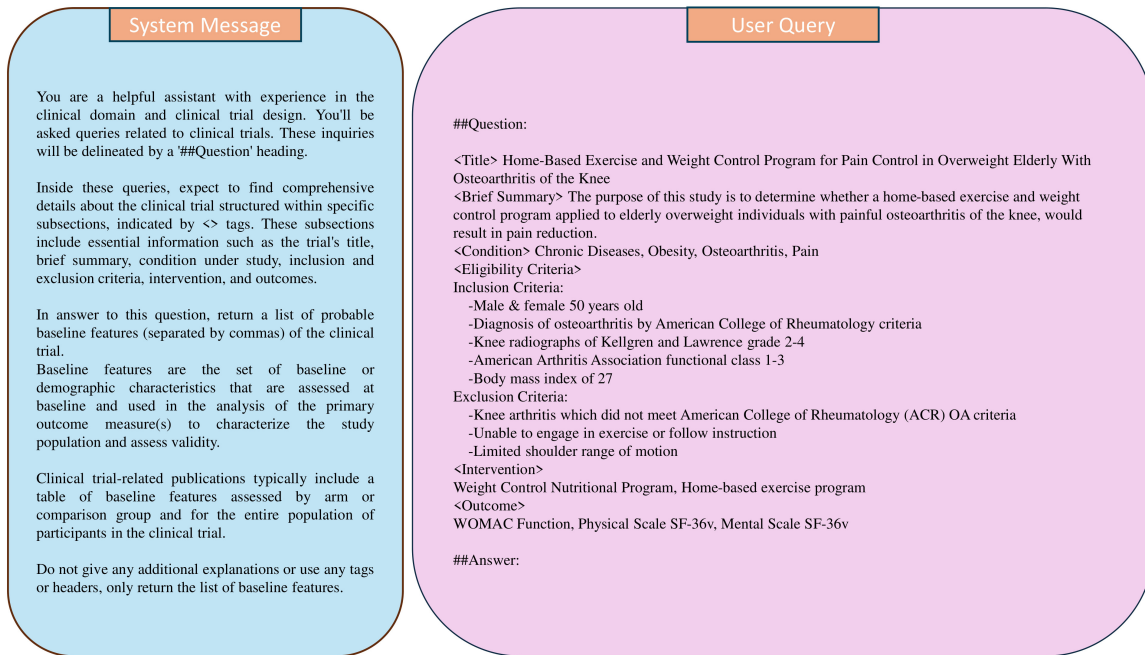 System Message
You are a helpful assistant with experience in the
clinical domain and clinical trial design. You'll be
asked queries related to clinical trials. These inquiries
will be delineated by a '##Question' heading.
Inside these queries, expect to find comprehensive
details about the clinical trial structured within specific
subsections, indicated by <> tags. These subsections
include essential information such as the trial's title,
brief summary, condition under study, inclusion and
exclusion criteria, intervention, and outcomes.
In answer to this question, return a list of probable
baseline features (separated by commas) of the clinical
trial.
Baseline features are the set of baseline or
demographic characteristics that are assessed at
baseline and used in the analysis of the primary
outcome measure(s) to characterize the study
population and assess validity.
Clinical trial-related publications typically include a
table of baseline features assessed by arm or
comparison group and for the entire population of
participants in the clinical trial.
Do not give any additional explanations or use any tags
or headers, only return the list of baseline features.
User Query
##Question:
<Title> Home-Based Exercise and Weight Control Program for Pain Control in Overweight Elderly With
Osteoarthritis of the Knee
<Brief Summary> The purpose of this study is to determine whether a home-based exercise and weight
control program applied to elderly overweight individuals with painful osteoarthritis of the knee, would
result in pain reduction.
<Condition> Chronic Diseases, Obesity, Osteoarthritis, Pain
<Eligibility Criteria>
Inclusion Criteria:
-Male & female 50 years old
-Diagnosis of osteoarthritis by American College of Rheumatology criteria
-Knee radiographs of Kellgren and Lawrence grade 2-4
-American Arthritis Association functional class 1-3
-Body mass index of 27
Exclusion Criteria:
-Knee arthritis which did not meet American College of Rheumatology (ACR) OA criteria
-Unable to engage in exercise or follow instruction
-Limited shoulder range of motion
<Intervention>
Weight Control Nutritional Program, Home-based exercise program
<Outcome>
WOMAC Function, Physical Scale SF-36v, Mental Scale SF-36v
##Answer: